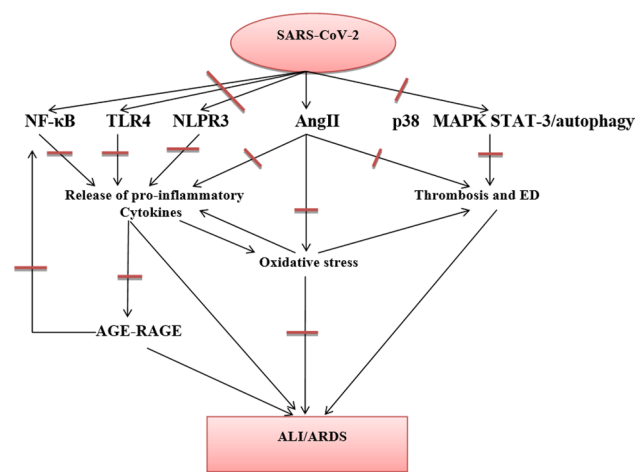 SARS-CoV-2
NF-κB TLR4 NLPR3 AngII p38 MAPK STAT-3/autophagy
Release of pro-inflammatory
Cytokines
Thrombosis and ED
Oxidative stress
AGE-RAGE
ALI/ARDS